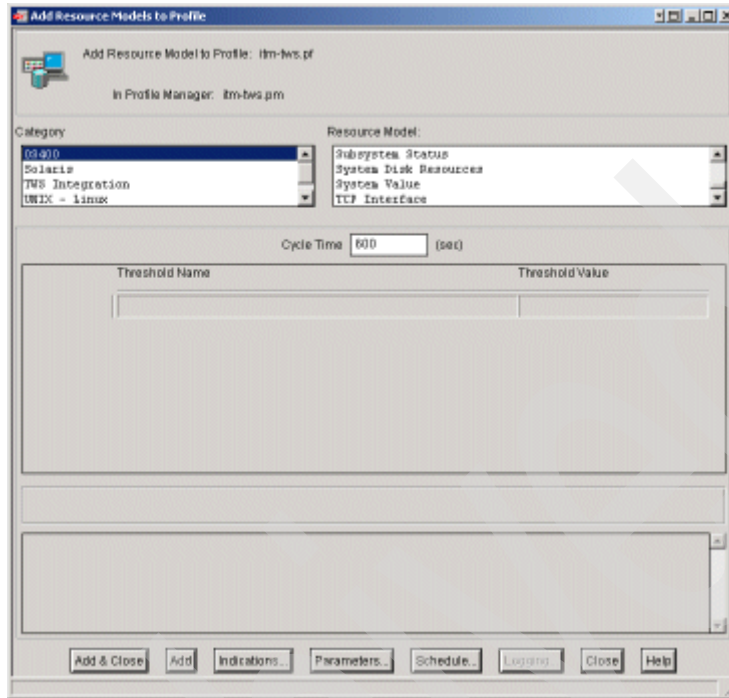 Add Resource Models to Profile
Add Resource Model to Profile: itm-tws.pf
In Profile Manager: itm-tws.pm
Category
Resource Model:
OS400
Solaris
TWS Integration
UNIX - Linux
Subsystem Status
System Disk Resources
System Value
TCP Interface
Cycle Time 600 (sec)
Threshold Name Threshold Value
Add & Close Add Indications... Parameters... Schedule... Logging... Close Help